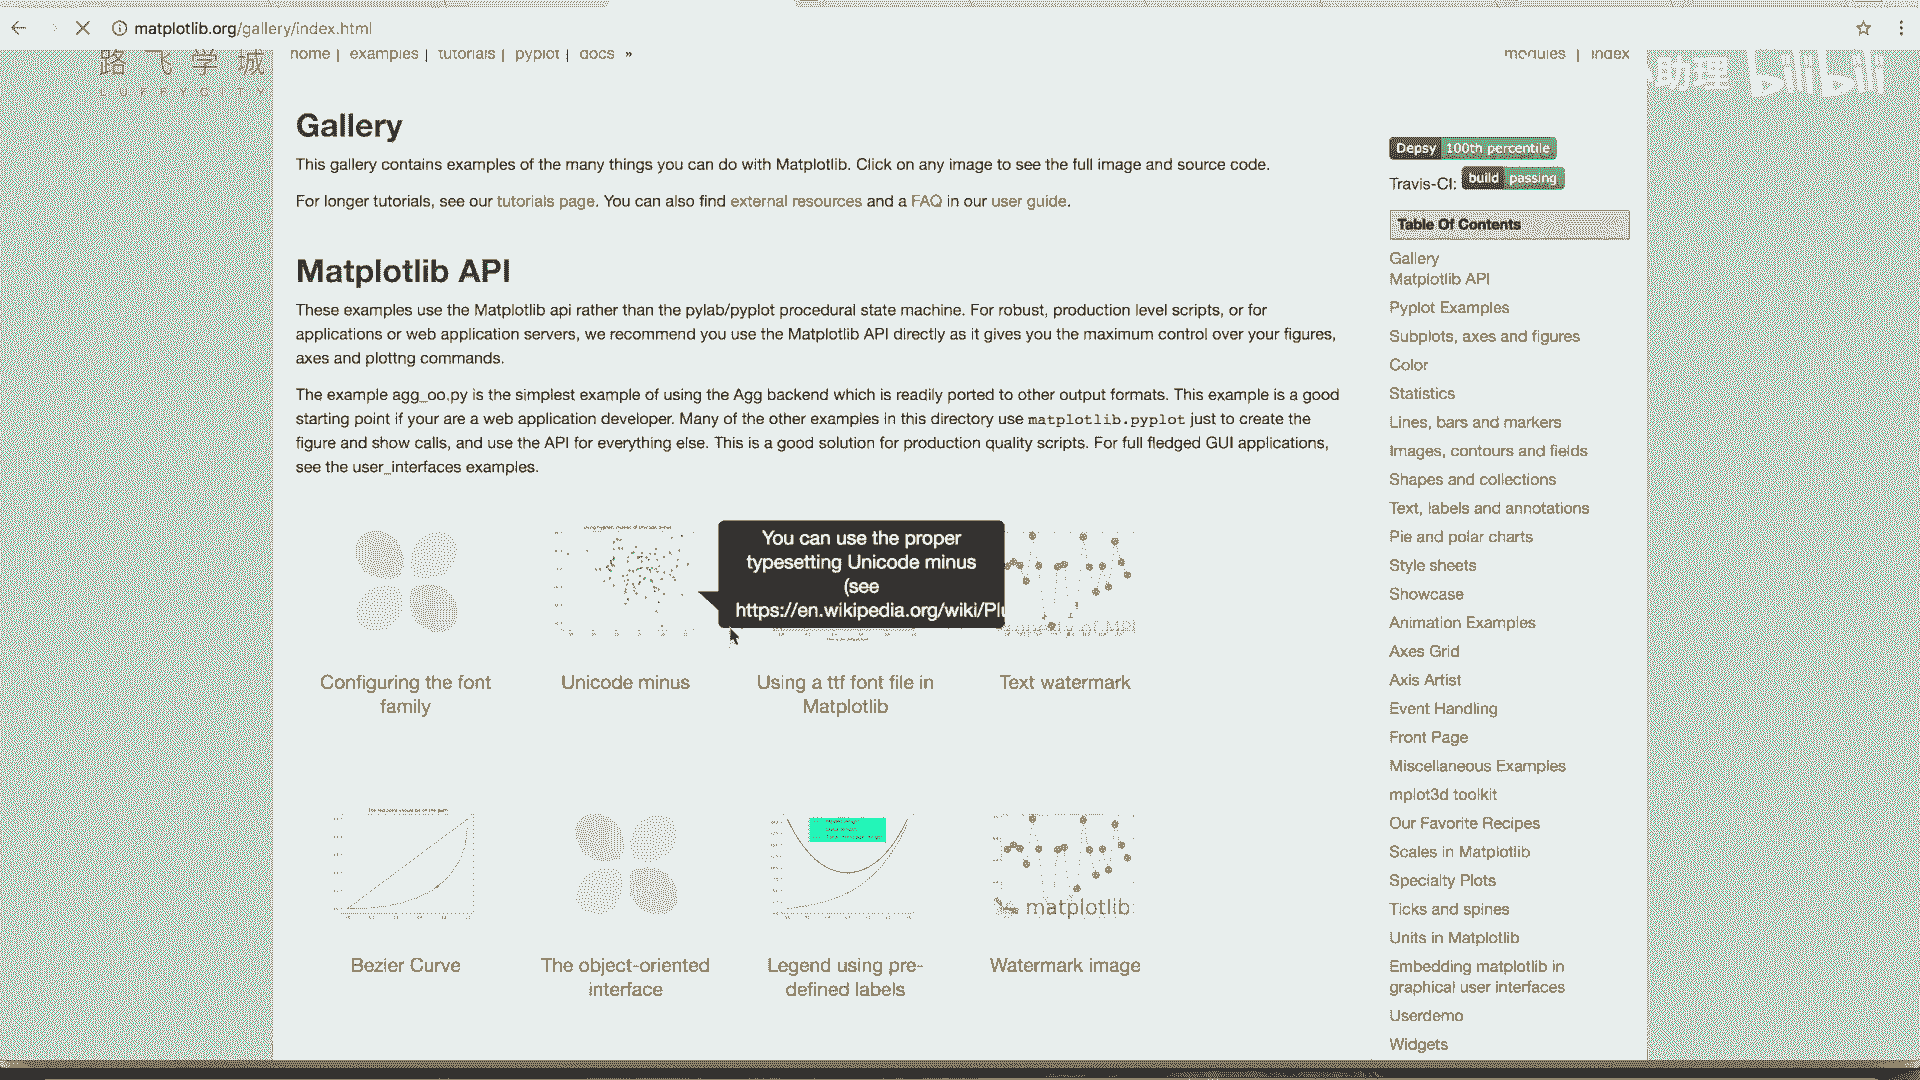 matplotlib.org/gallery/index.html
路飞学城
LUFFYCITY
home | examples | tutorials | pyplot | docs »
modules | index
助理 bilibili
Gallery
This gallery contains examples of the many things you can do with Matplotlib. Click on any image to see the full image and source code.
For longer tutorials, see our tutorials page. You can also find external resources and a FAQ in our user guide.
Matplotlib API
These examples use the Matplotlib api rather than the pylab/pyplot procedural state machine. For robust, production level scripts, or for
applications or web application servers, we recommend you use the Matplotlib API directly as it gives you the maximum control over your figures,
axes and plottng commands.
The example agg_oo.py is the simplest example of using the Agg backend which is readily ported to other output formats. This example is a good
starting point if your are a web application developer. Many of the other examples in this directory use matplotlib.pyplot just to create the
figure and show calls, and use the API for everything else. This is a good solution for production quality scripts. For full fledged GUI applications,
see the user_interfaces examples.
You can use the proper
typesetting Unicode minus
(see
https://en.wikipedia.org/wiki/Plu
Configuring the font
family
Unicode minus
Using a ttf font file in
Matplotlib
Text watermark
matplotlib
Bezier Curve
The object-oriented
interface
Legend using pre-
defined labels
Watermark image
Depsy 100th percentile
Travis-CI: build passing
Table Of Contents
Gallery
Matplotlib API
Pyplot Examples
Subplots, axes and figures
Color
Statistics
Lines, bars and markers
Images, contours and fields
Shapes and collections
Text, labels and annotations
Pie and polar charts
Style sheets
Showcase
Animation Examples
Axes Grid
Axis Artist
Event Handling
Front Page
Miscellaneous Examples
mplot3d toolkit
Our Favorite Recipes
Scales in Matplotlib
Specialty Plots
Ticks and spines
Units in Matplotlib
Embedding matplotlib in
graphical user interfaces
Userdemo
Widgets